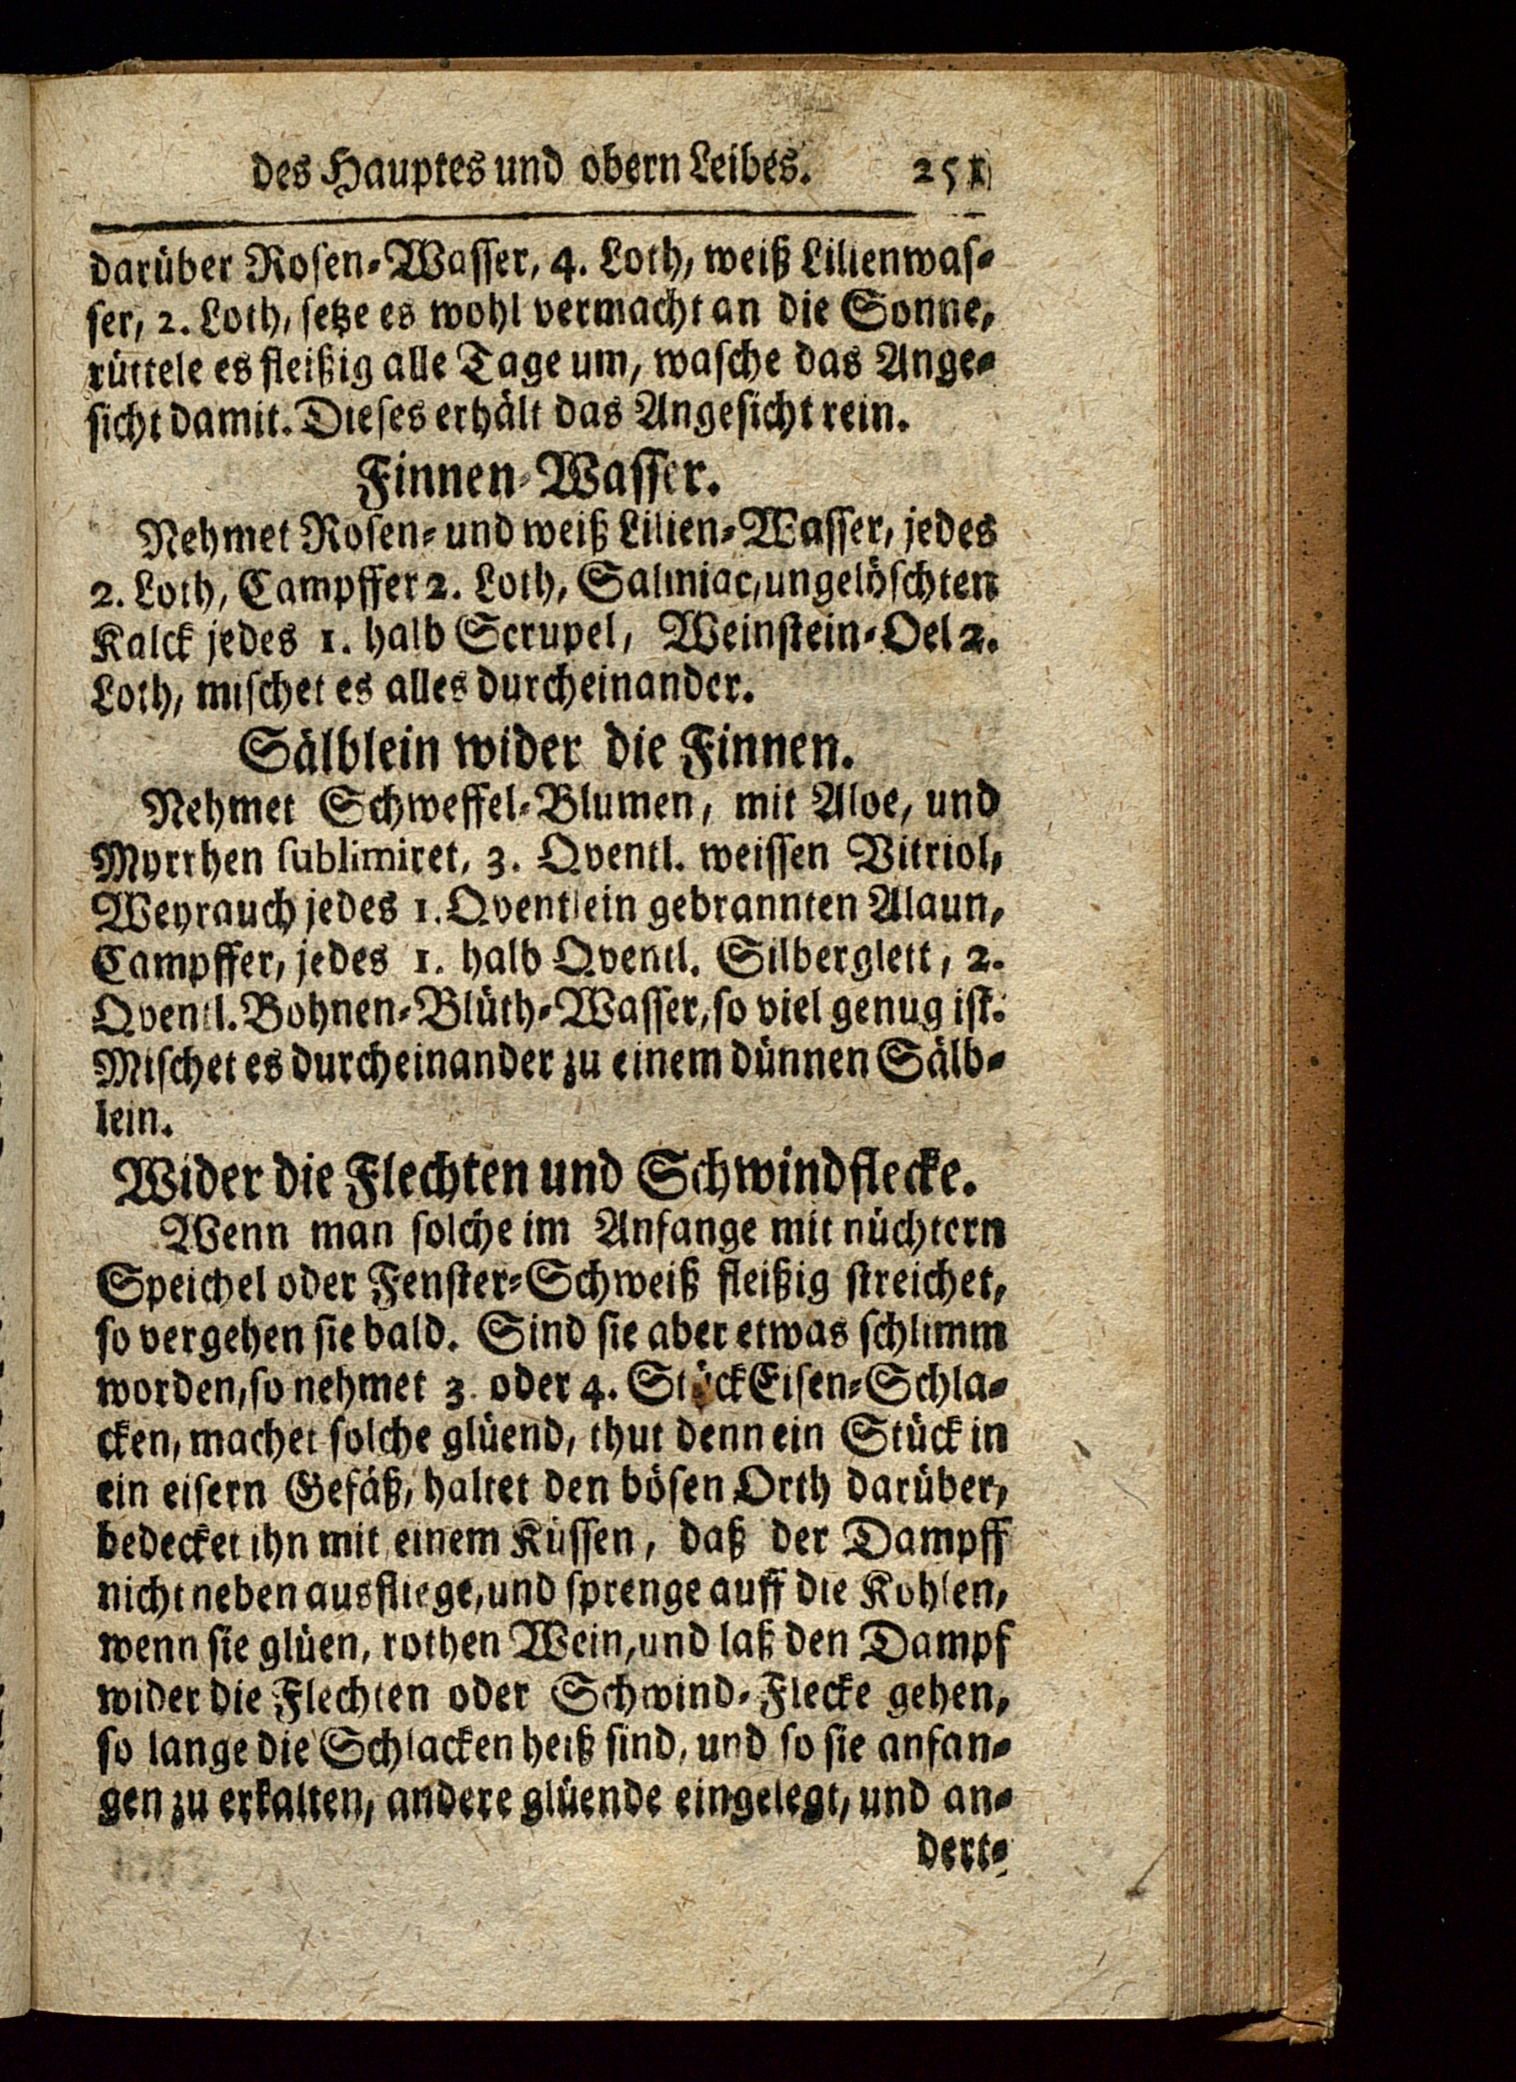 des Hauptes und obern Leibes. 251
darüber Rosen-Wasser, 4. Loth, weiß Lilienwas-
ser, 2. Loth, setze es wohl vermacht an die Sonne,
rüttele es fleißig alle Tage um, wasche das Ange-
sicht damit. Dieses erhält das Angesicht rein.
Finnen-Wasser.
Nehmet Rosen- und weiß Lilien-Wasser, jedes
2. Loth, Campffer 2. Loth, Salmiac, ungelöschten
Kalck jedes 1. halb Scrupel, Weinstein-Oel 2.
Loth, mischet es alles durcheinander.
Sälblein wider die Finnen.
Nehmet Schweffel-Blumen, mit Aloe, und
Myrrhen sublimiret, 3. Qventl. weissen Vitriol,
Weyrauch jedes 1. Qventlein gebrannten Alaun,
Campffer, jedes 1. halb Qventl. Silberglett, 2.
Qventl. Bohnen-Blüth-Wasser, so viel genug ist.
Mischet es durcheinander zu einem dünnen Sälb-
lein.
Wider die Flechten und Schwindflecke.
Wenn man solche im Anfange mit nüchtern
Speichel oder Fenster-Schweiß fleißig streichet,
so vergehen sie bald. Sind sie aber etwas schlimm
worden, so nehmet 3. oder 4. Stück Eisen-Schla-
cken, machet solche glüend, thut denn ein Stück in
ein eisern Gefäß, haltet den bösen Orth darüber,
bedecket ihn mit einem Küssen, daß der Dampff
nicht neben ausfliege, und sprenge auff die Kohlen,
wenn sie glüen, rothen Wein, und laß den Dampf
wider die Flechten oder Schwind-Flecke gehen,
so lange die Schlacken heiß sind, und so sie anfan-
gen zu erkalten, andere glüende eingelegt, und an-
dert-